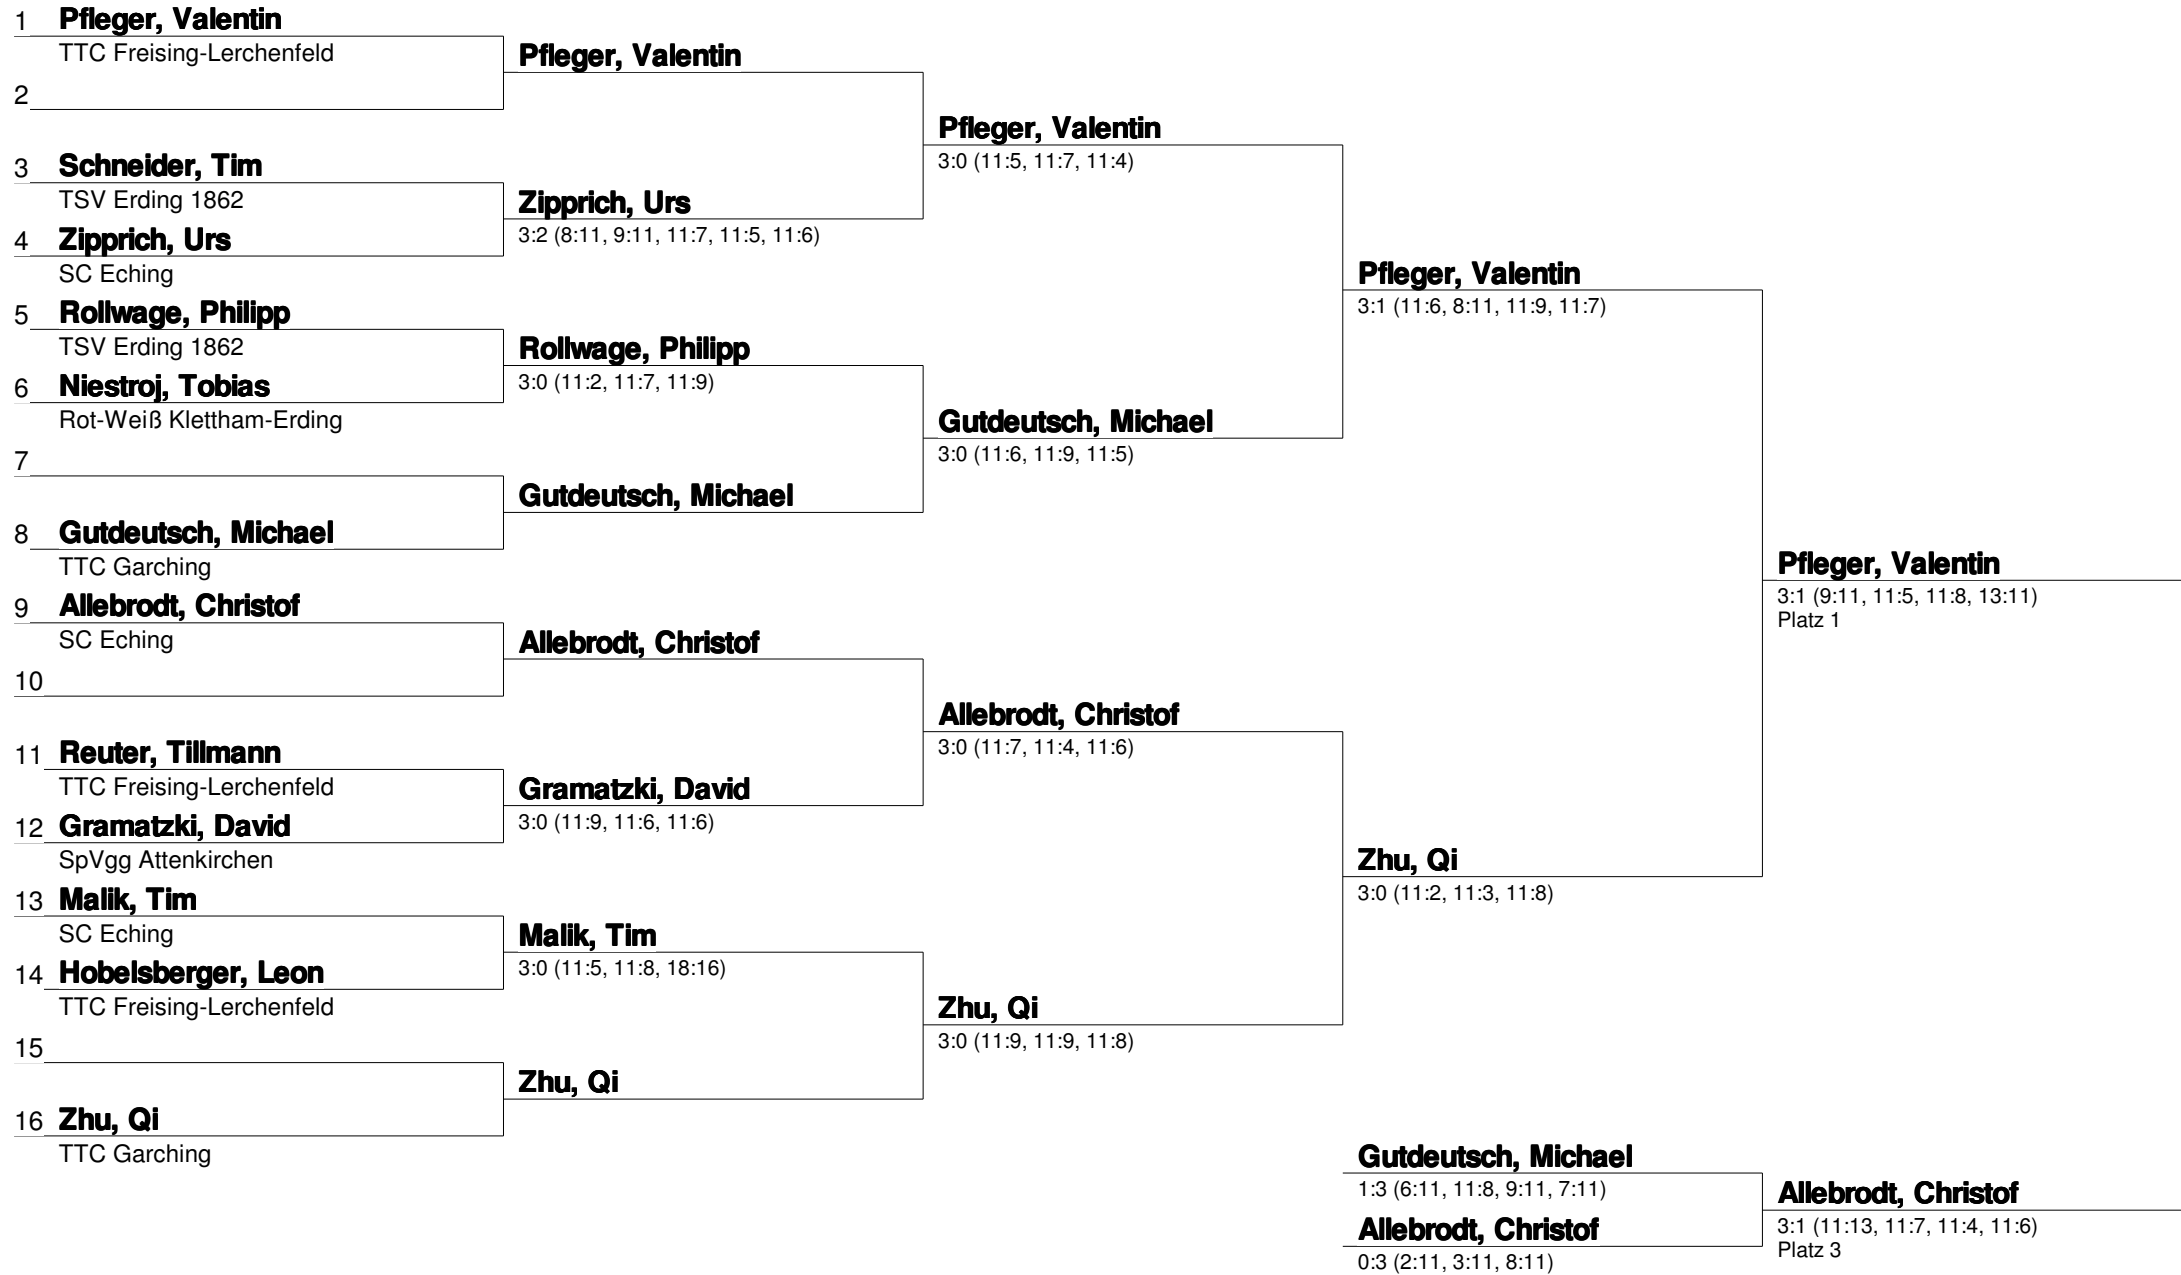 1 Pfleger, Valentin
TTC Freising-Lerchenfeld
2
3 Schneider, Tim
TSV Erding 1862
4 Zipprich, Urs
SC Eching
5 Rollwage, Philipp
TSV Erding 1862
6 Niestroj, Tobias
Rot-Weiß Klettham-Erding
7
8 Gutdeutsch, Michael
TTC Garching
9 Allebrodt, Christof
SC Eching
10
11 Reuter, Tillmann
TTC Freising-Lerchenfeld
12 Gramatzki, David
SpVgg Attenkirchen
13 Malik, Tim
SC Eching
14 Hobelsberger, Leon
TTC Freising-Lerchenfeld
15
16 Zhu, Qi
TTC Garching
Pfleger, Valentin
Zipprich, Urs
3:2 (8:11, 9:11, 11:7, 11:5, 11:6)
Rollwage, Philipp
3:0 (11:2, 11:7, 11:9)
Gutdeutsch, Michael
Allebrodt, Christof
Gramatzki, David
3:0 (11:9, 11:6, 11:6)
Malik, Tim
3:0 (11:5, 11:8, 18:16)
Zhu, Qi
Pfleger, Valentin
3:0 (11:5, 11:7, 11:4)
Gutdeutsch, Michael
3:0 (11:6, 11:9, 11:5)
Allebrodt, Christof
3:0 (11:7, 11:4, 11:6)
Zhu, Qi
3:0 (11:9, 11:9, 11:8)
Pfleger, Valentin
3:1 (11:6, 8:11, 11:9, 11:7)
Zhu, Qi
3:0 (11:2, 11:3, 11:8)
Pfleger, Valentin
3:1 (9:11, 11:5, 11:8, 13:11)
Platz 1
Gutdeutsch, Michael
1:3 (6:11, 11:8, 9:11, 7:11)
Allebrodt, Christof
0:3 (2:11, 3:11, 8:11)
Allebrodt, Christof
3:1 (11:13, 11:7, 11:4, 11:6)
Platz 3